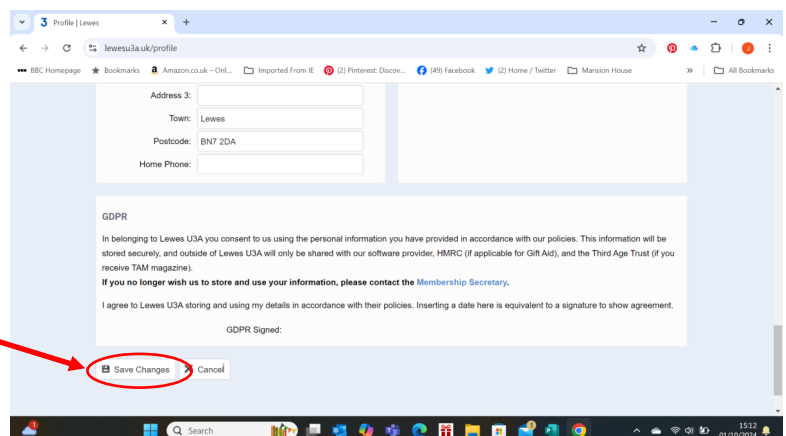 Profile | Lewes
lewesu3a.uk/profile
BBC Homepage Bookmarks Amazon.co.uk – Onl... Imported From IE (2) Pinterest: Discov... (49) Facebook (2) Home / Twitter Mansion House » All Bookmarks
Address 3:
Town: Lewes
Postcode: BN7 2DA
Home Phone:
GDPR
In belonging to Lewes U3A you consent to us using the personal information you have provided in accordance with our policies. This information will be
stored securely, and outside of Lewes U3A will only be shared with our software provider, HMRC (if applicable for Gift Aid), and the Third Age Trust (if you
receive TAM magazine).
If you no longer wish us to store and use your information, please contact the Membership Secretary.
I agree to Lewes U3A storing and using my details in accordance with their policies. Inserting a date here is equivalent to a signature to show agreement.
GDPR Signed:
Save Changes Cancel
Search
15:12
01/10/2024